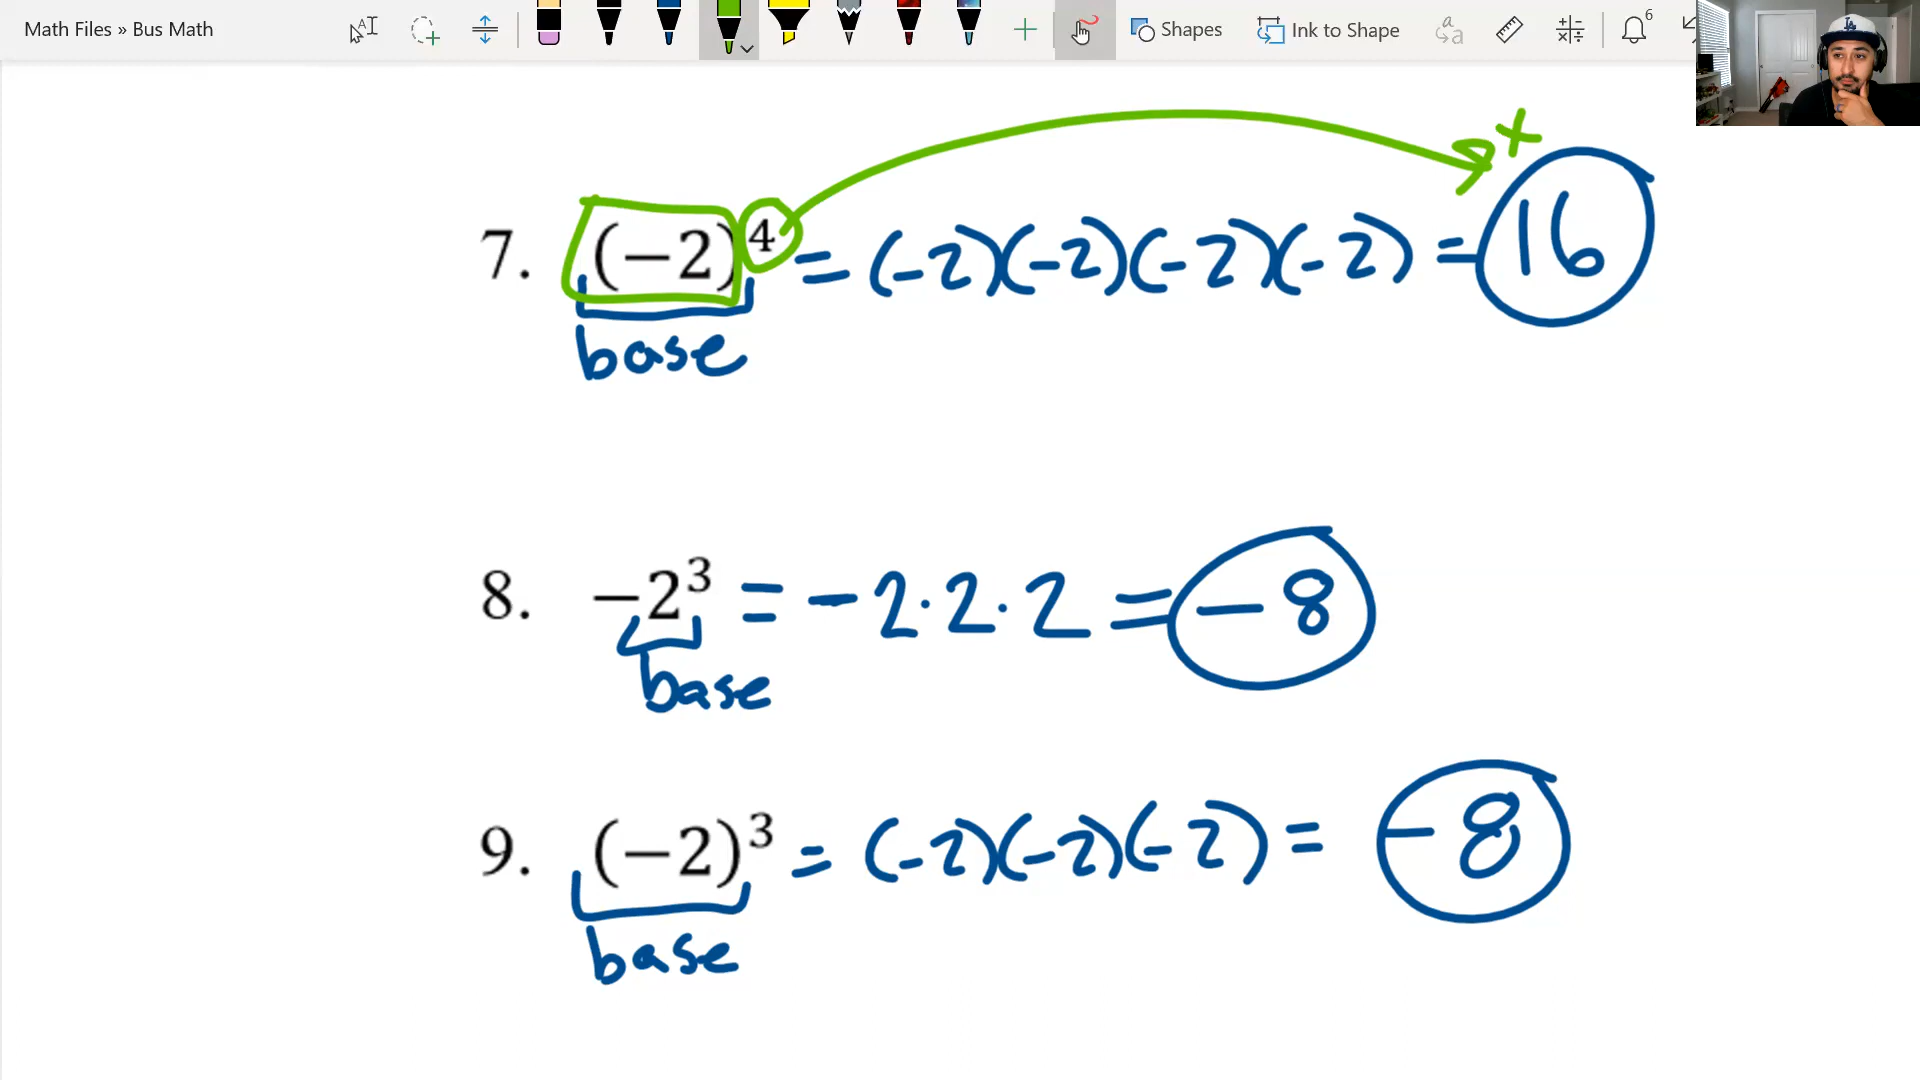 Math Files » Bus Math
Shapes
Ink to Shape
6
+
7. (−2)⁴ = (-2)(-2)(-2)(-2) = 16
base
8. −2³ = -2·2·2 = -8
base
9. (−2)³ = (-2)(-2)(-2) = -8
base